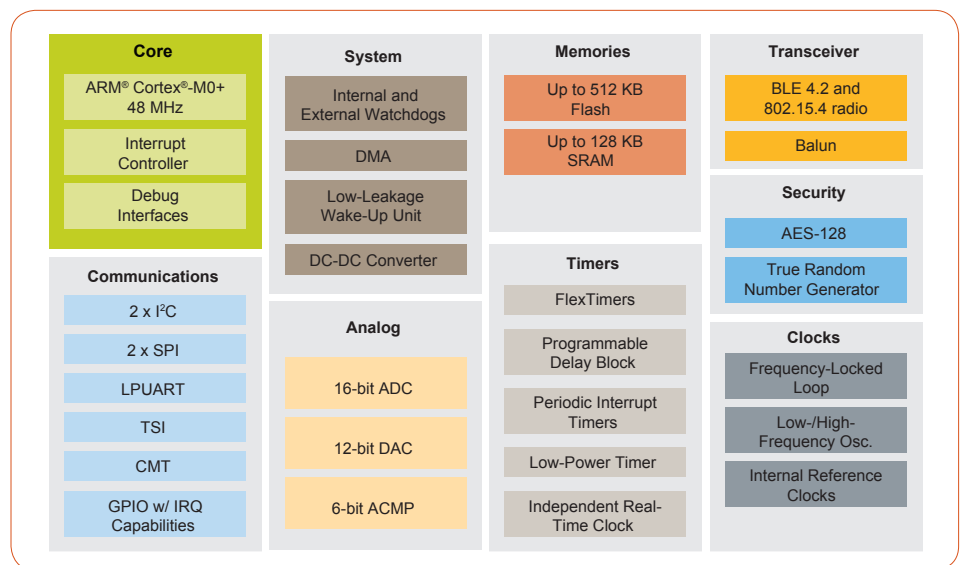 Core
ARM® Cortex®-M0+
48 MHz
Interrupt
Controller
Debug
Interfaces
Communications
2 x I²C
2 x SPI
LPUART
TSI
CMT
GPIO w/ IRQ
Capabilities
System
Internal and
External Watchdogs
DMA
Low-Leakage
Wake-Up Unit
DC-DC Converter
Analog
16-bit ADC
12-bit DAC
6-bit ACMP
Memories
Up to 512 KB
Flash
Up to 128 KB
SRAM
Timers
FlexTimers
Programmable
Delay Block
Periodic Interrupt
Timers
Low-Power Timer
Independent Real-
Time Clock
Transceiver
BLE 4.2 and
802.15.4 radio
Balun
Security
AES-128
True Random
Number Generator
Clocks
Frequency-Locked
Loop
Low-/High-
Frequency Osc.
Internal Reference
Clocks